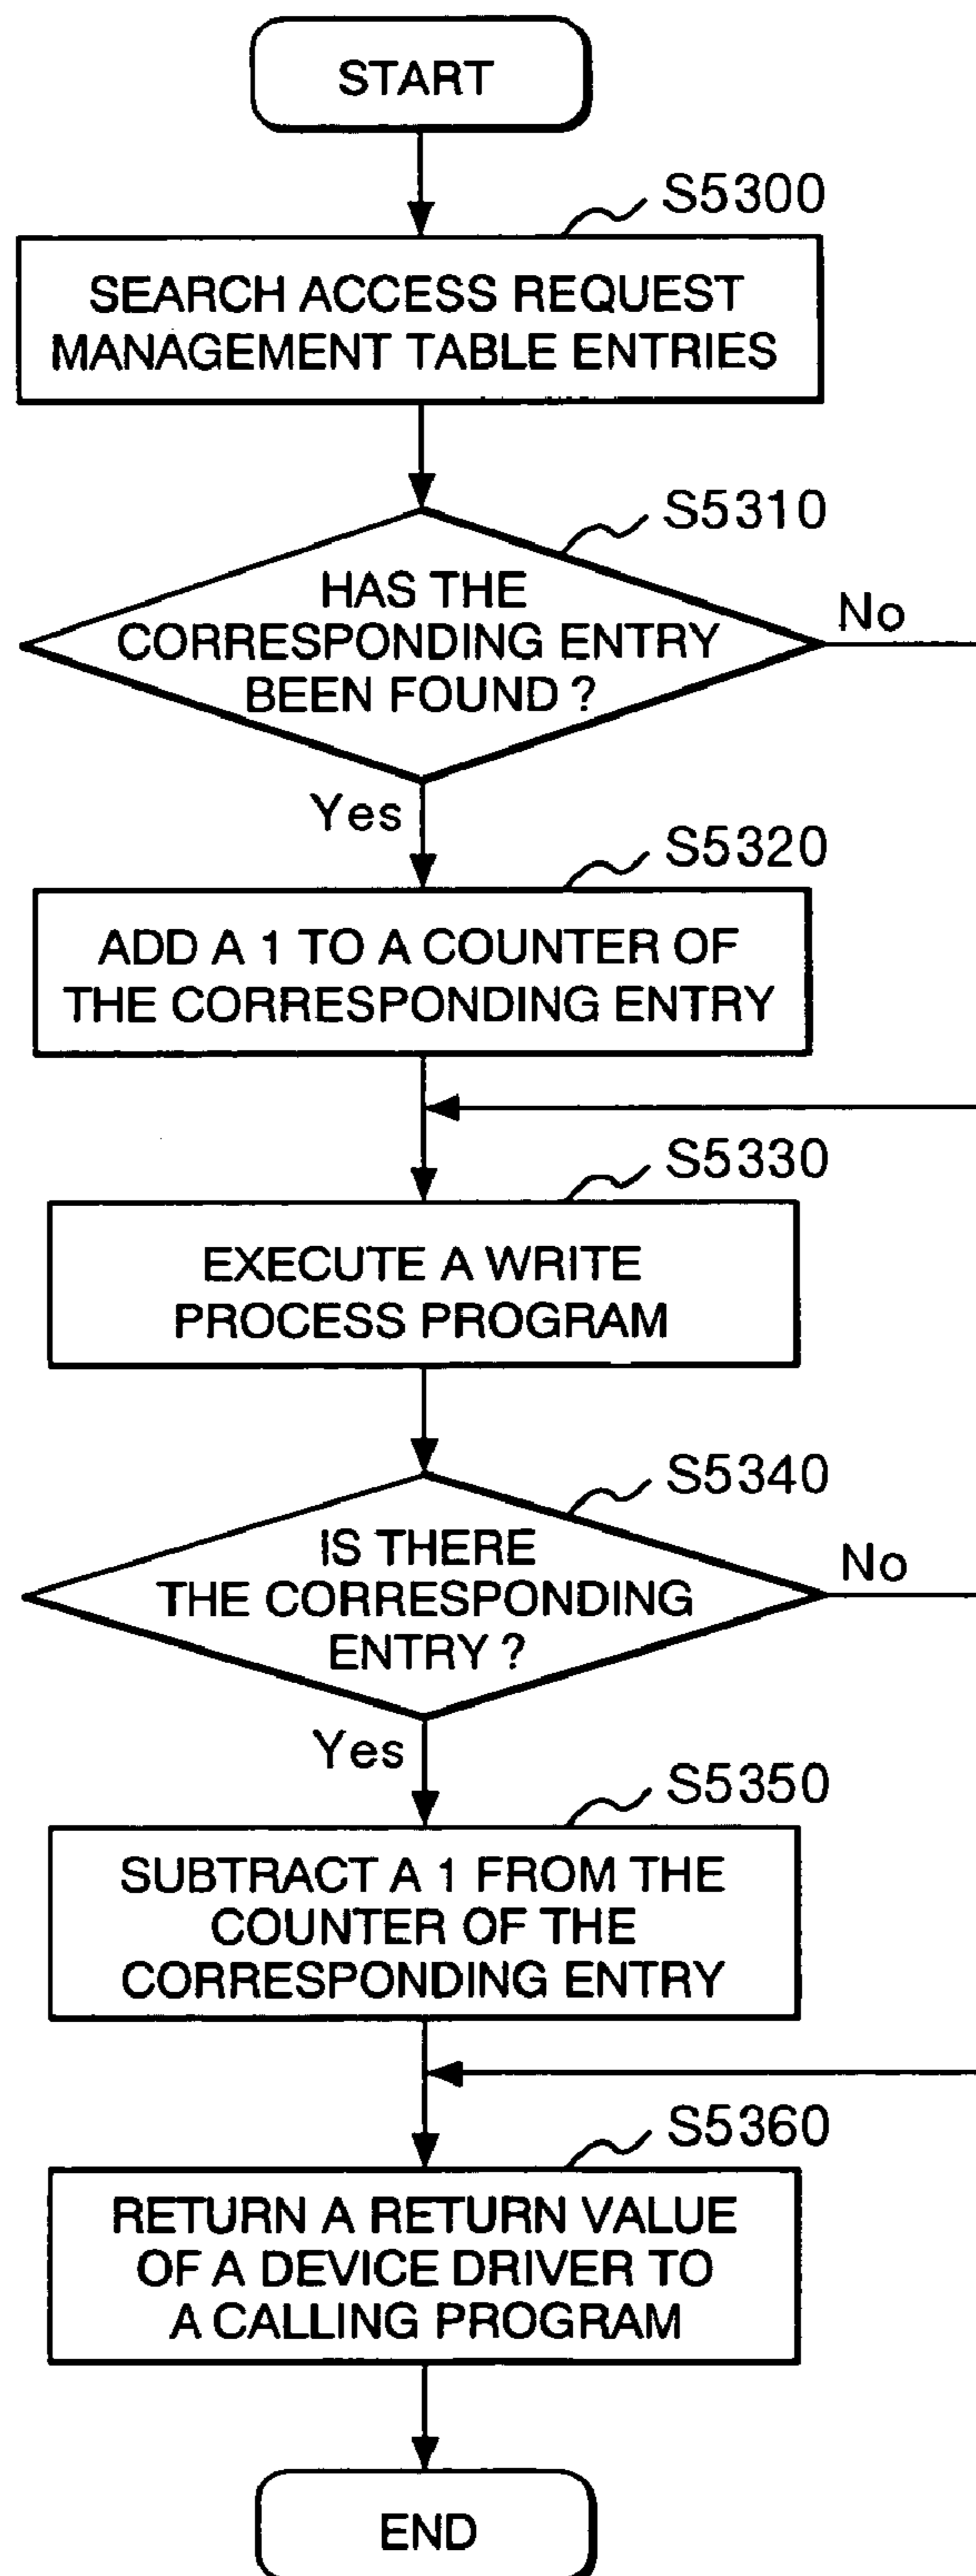 START
S5300
SEARCH ACCESS REQUEST
MANAGEMENT TABLE ENTRIES
S5310
HAS THE
CORRESPONDING ENTRY
BEEN FOUND ?
No
Yes
S5320
ADD A 1 TO A COUNTER OF
THE CORRESPONDING ENTRY
S5330
EXECUTE A WRITE
PROCESS PROGRAM
S5340
IS THERE
THE CORRESPONDING
ENTRY ?
No
Yes
S5350
SUBTRACT A 1 FROM THE
COUNTER OF THE
CORRESPONDING ENTRY
S5360
RETURN A RETURN VALUE
OF A DEVICE DRIVER TO
A CALLING PROGRAM
END